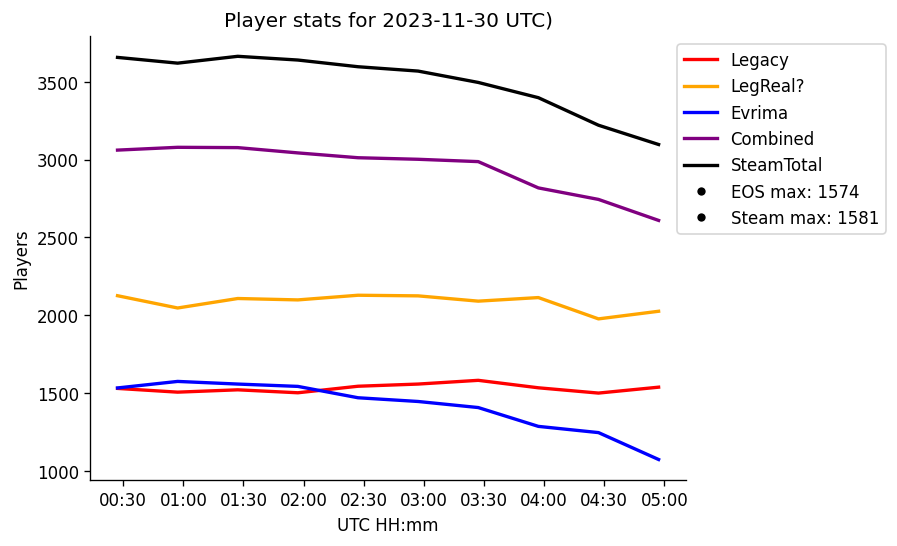 Player stats for 2023-11-30 UTC)
Legacy
LegReal?
Evrima
Combined
SteamTotal
EOS max: 1574
Steam max: 1581
3500
3000
2500
2000
1500
1000
Players
00:30 01:00 01:30 02:00 02:30 03:00 03:30 04:00 04:30 05:00
UTC HH:mm